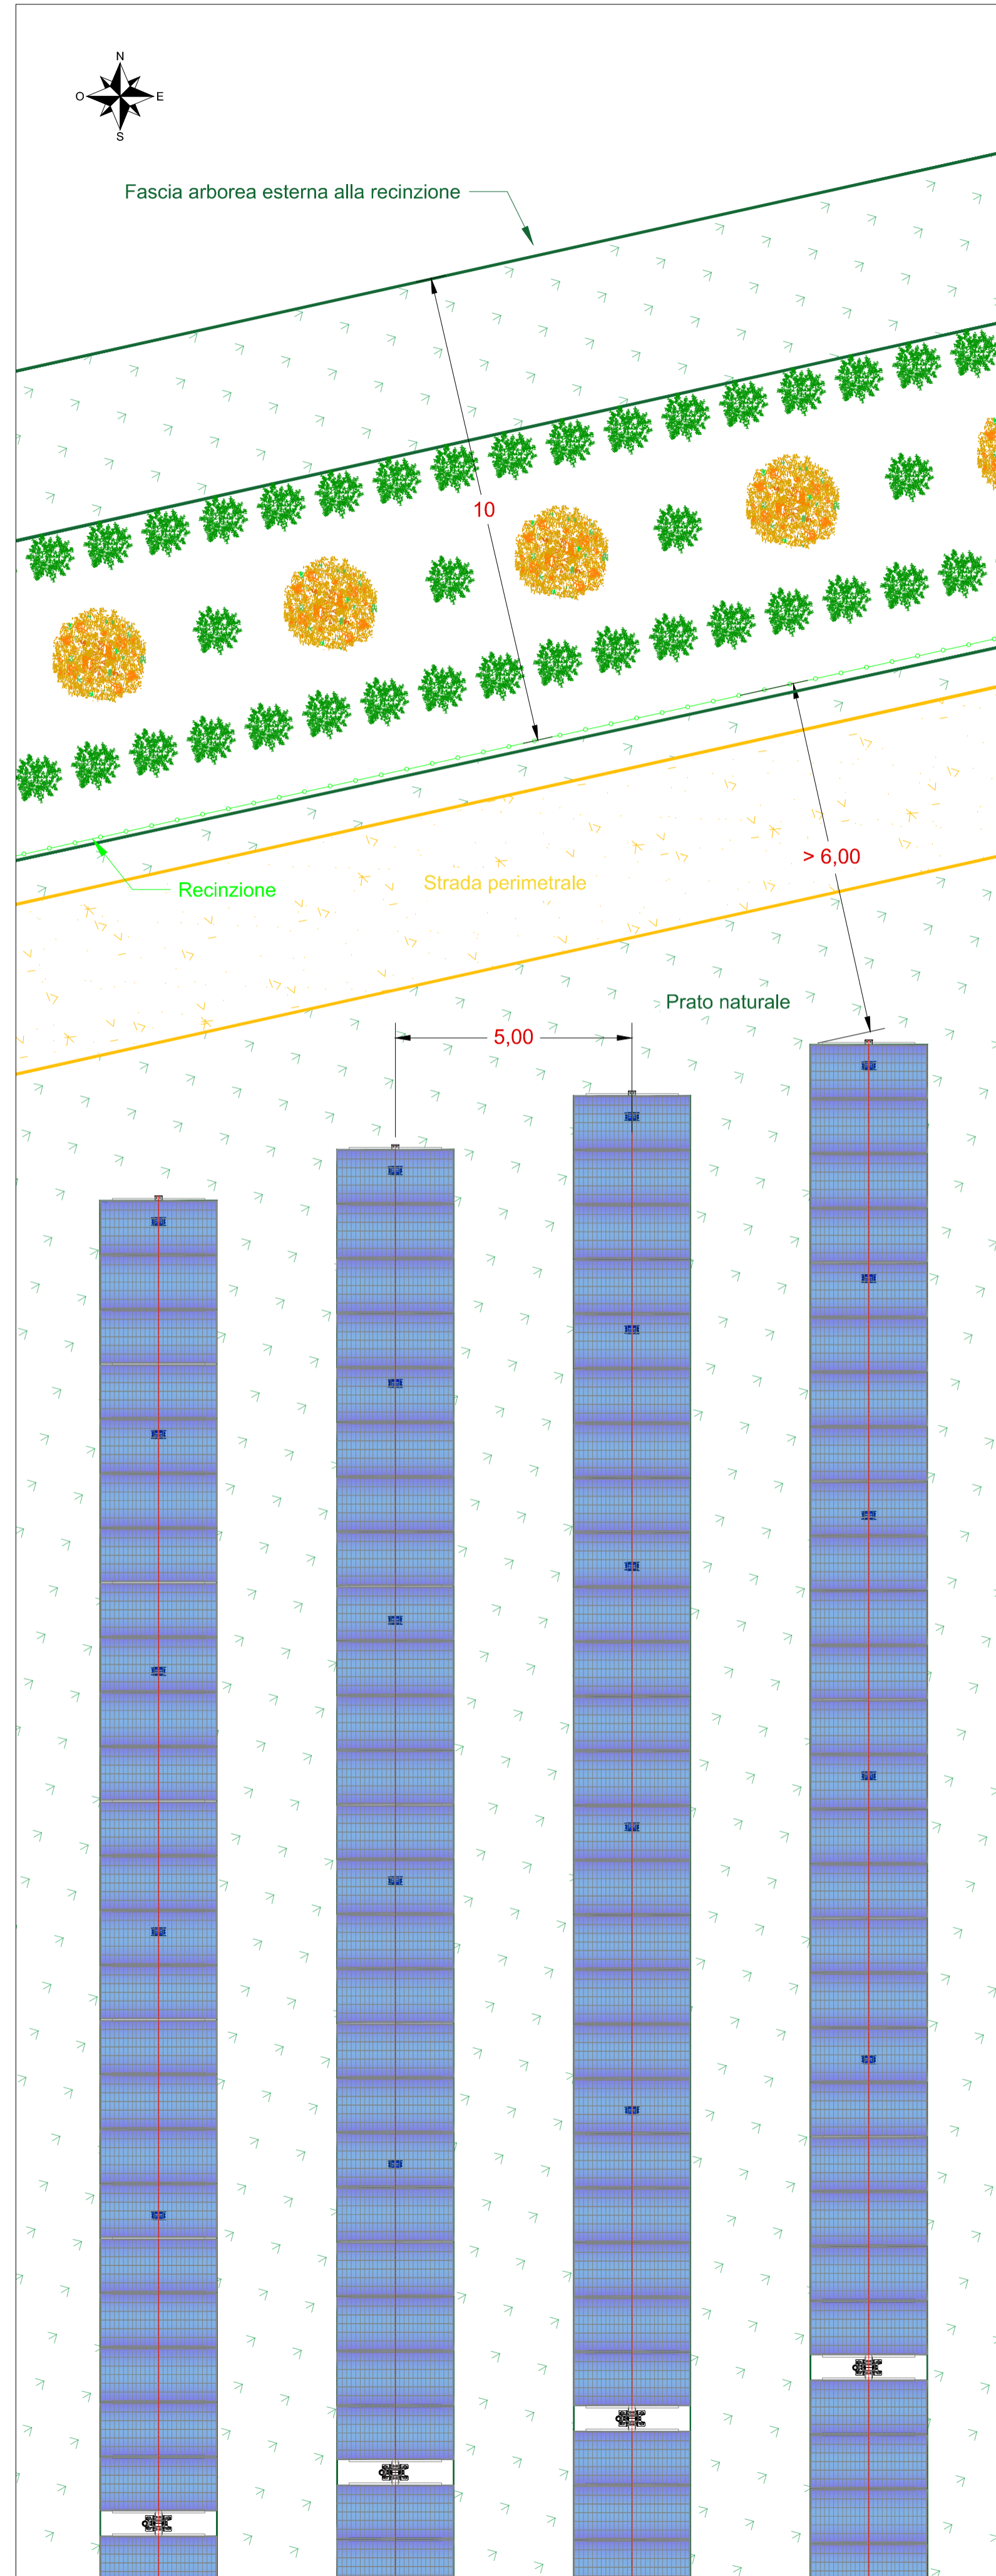 N
O
E
S
Fascia arborea esterna alla recinzione
10
> 6,00
Strada perimetrale
Recinzione
Prato naturale
5,00